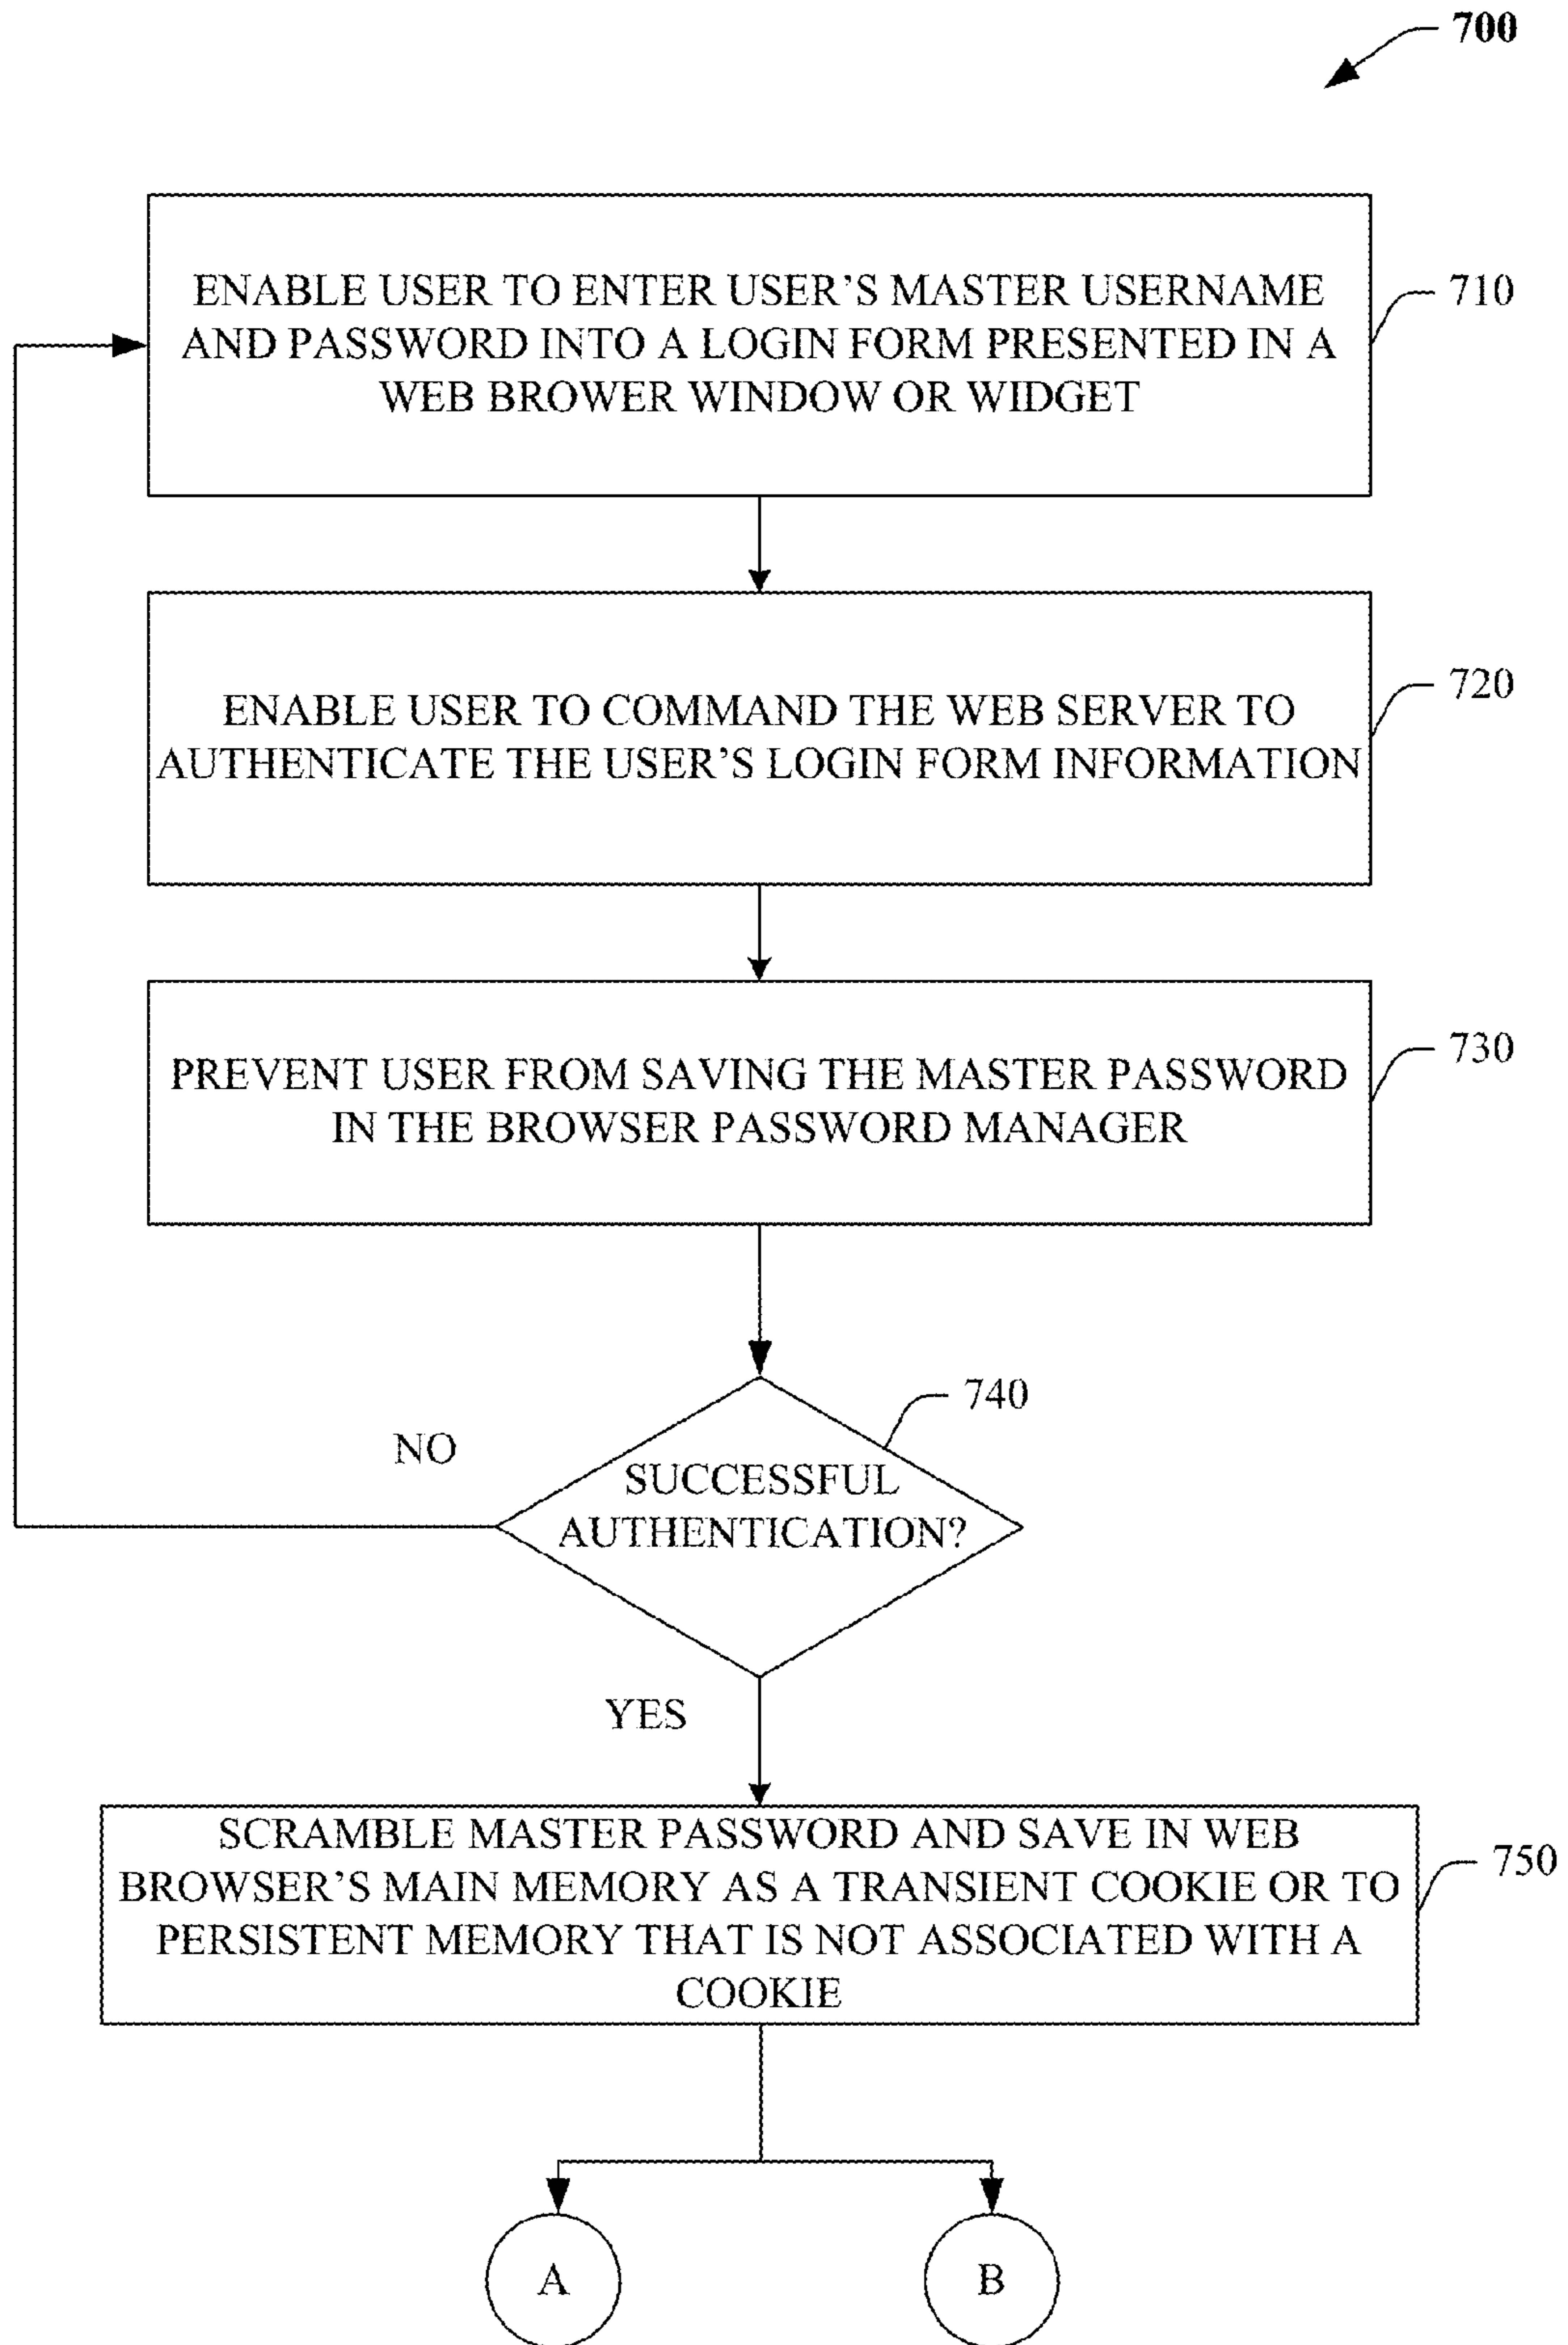 700
ENABLE USER TO ENTER USER'S MASTER USERNAME
AND PASSWORD INTO A LOGIN FORM PRESENTED IN A
WEB BROWER WINDOW OR WIDGET
710
ENABLE USER TO COMMAND THE WEB SERVER TO
AUTHENTICATE THE USER'S LOGIN FORM INFORMATION
720
PREVENT USER FROM SAVING THE MASTER PASSWORD
IN THE BROWSER PASSWORD MANAGER
730
740
NO
SUCCESSFUL
AUTHENTICATION?
YES
SCRAMBLE MASTER PASSWORD AND SAVE IN WEB
BROWSER'S MAIN MEMORY AS A TRANSIENT COOKIE OR TO
PERSISTENT MEMORY THAT IS NOT ASSOCIATED WITH A
COOKIE
750
A
B